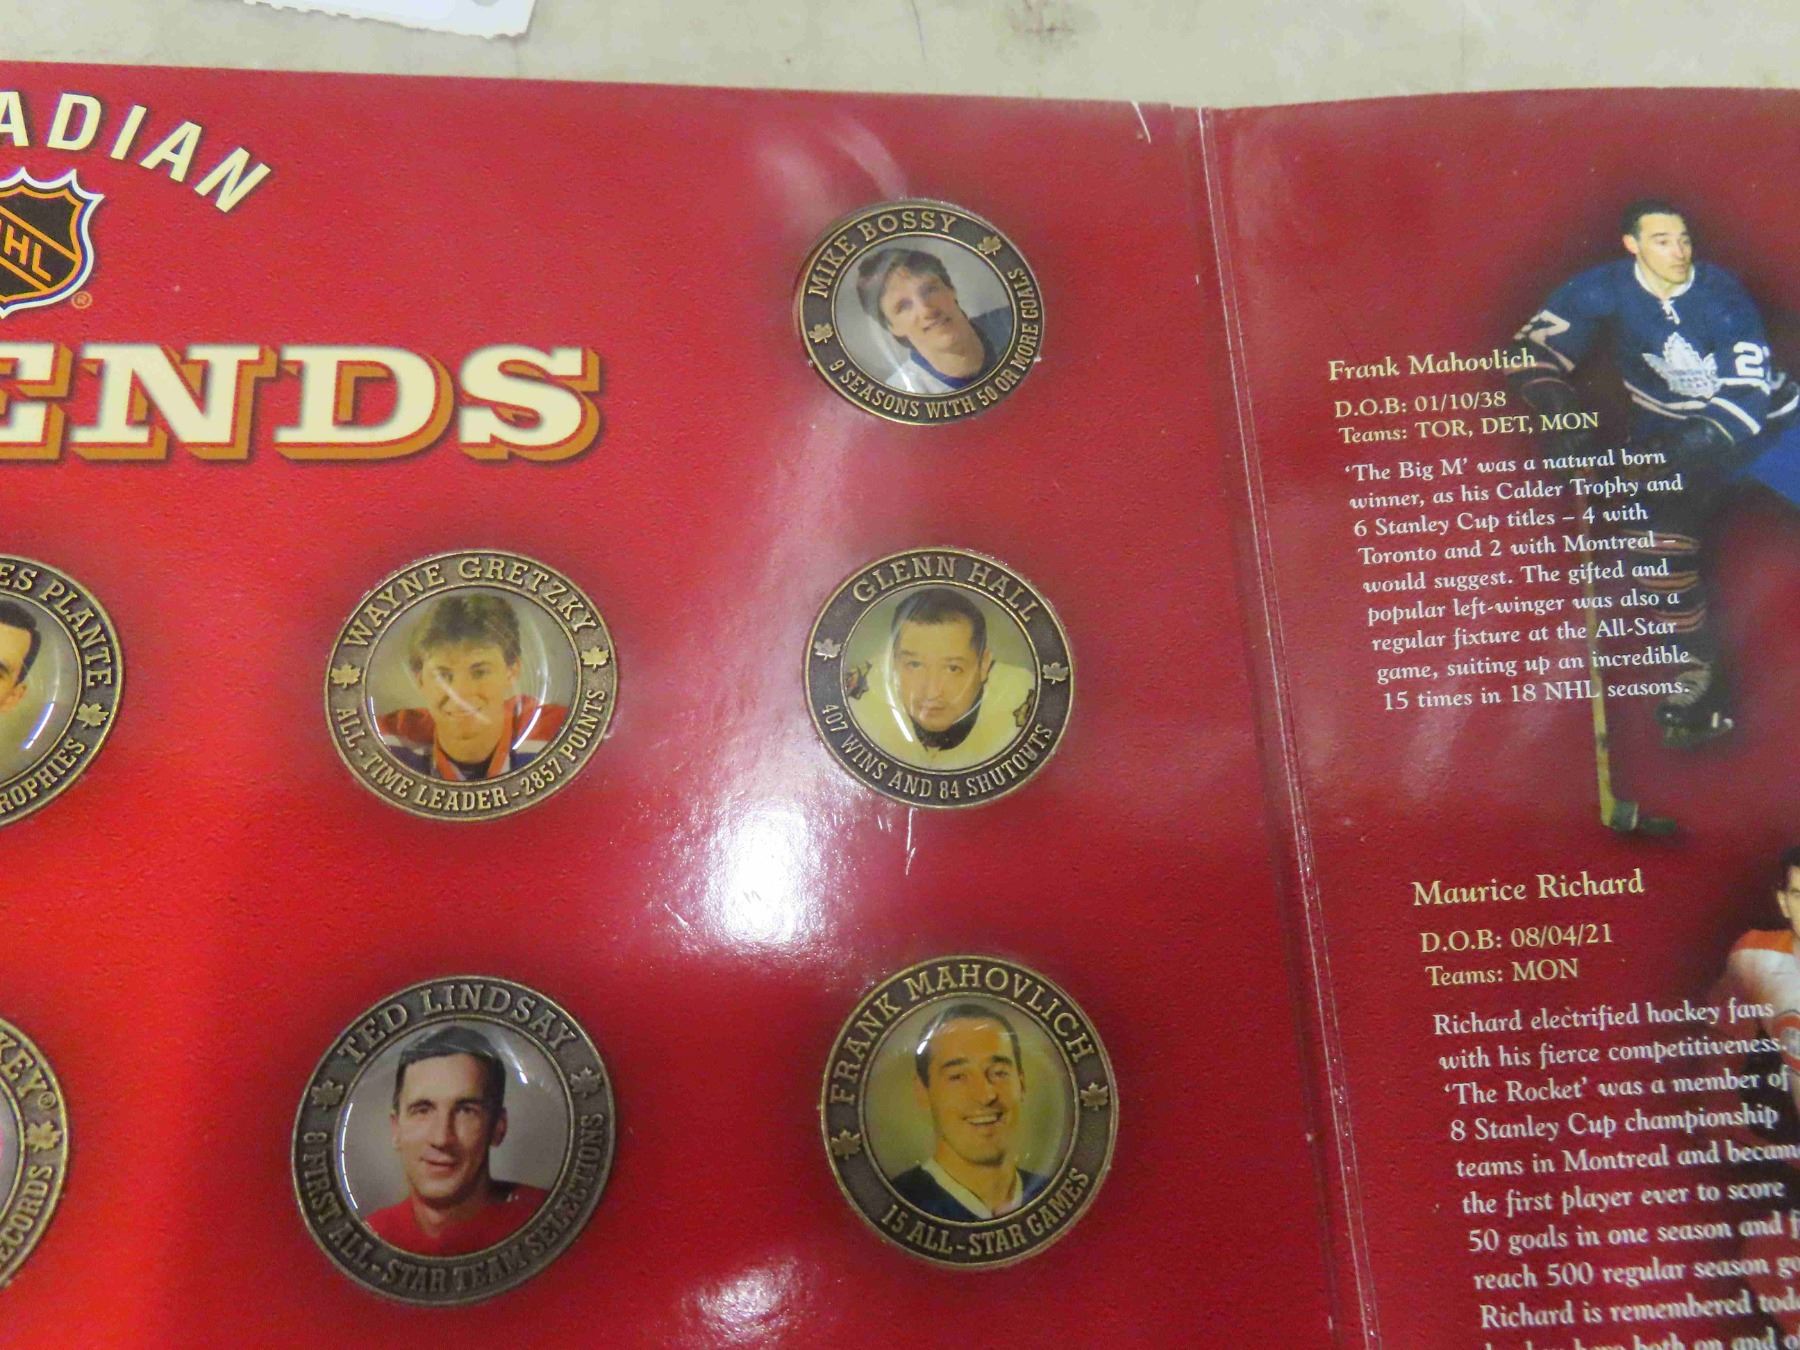 ADIAN
HL
®
ENDS
MIKE BOSSY
9 SEASONS WITH 50 OR MORE GOALS
ES PLANTE
ROPHIES
WAYNE GRETZKY
ALL-TIME LEADER - 2857 POINTS
GLENN HALL
407 WINS AND 84 SHUTOUTS
KEY®
ECORDS
TED LINDSAY
8 FIRST ALL-STAR TEAM SELECTIONS
FRANK MAHOVLICH
15 ALL-STAR GAMES
27
2
Frank Mahovlich
D.O.B: 01/10/38
Teams: TOR, DET, MON
'The Big M' was a natural born
winner, as his Calder Trophy and
6 Stanley Cup titles – 4 with
Toronto and 2 with Montreal –
would suggest. The gifted and
popular left-winger was also a
regular fixture at the All-Star
game, suiting up an incredible
15 times in 18 NHL seasons.
Maurice Richard
D.O.B: 08/04/21
Teams: MON
Richard electrified hockey fans
with his fierce competitiveness.
'The Rocket' was a member of
8 Stanley Cup championship
teams in Montreal and becam
the first player ever to score
50 goals in one season and f
reach 500 regular season go
Richard is remembered tod
both on and o